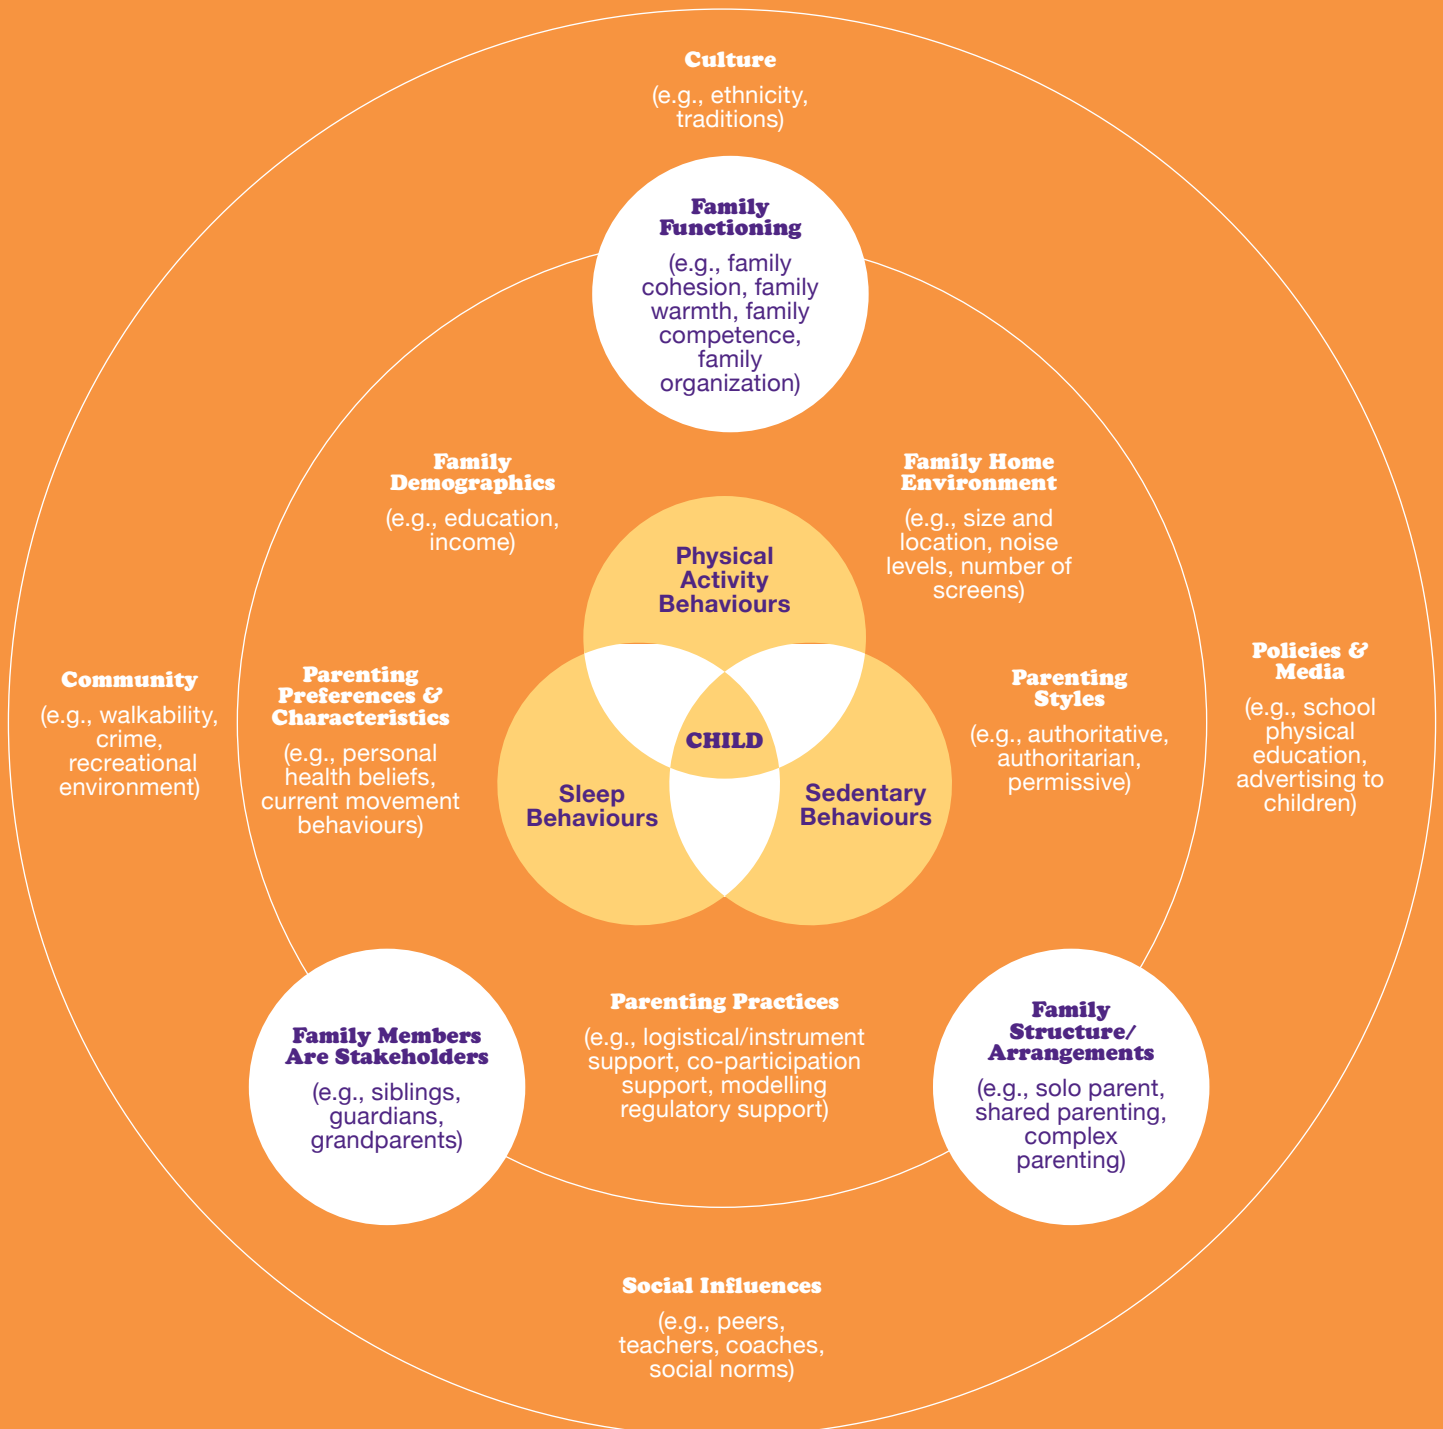 Culture
(e.g., ethnicity,
traditions)
Family
Functioning
(e.g., family
cohesion, family
warmth, family
competence,
family
organization)
Family
Demographics
(e.g., education,
income)
Family Home
Environment
(e.g., size and
location, noise
levels, number of
screens)
Physical
Activity
Behaviours
Community
(e.g., walkability,
crime,
recreational
environment)
Parenting
Preferences &
Characteristics
(e.g., personal
health beliefs,
current movement
behaviours)
CHILD
Sleep
Behaviours
Sedentary
Behaviours
Parenting
Styles
(e.g., authoritative,
authoritarian,
permissive)
Policies &
Media
(e.g., school
physical
education,
advertising to
children)
Family Members
Are Stakeholders
(e.g., siblings,
guardians,
grandparents)
Parenting Practices
(e.g., logistical/instrument
support, co-participation
support, modelling
regulatory support)
Family
Structure/
Arrangements
(e.g., solo parent,
shared parenting,
complex
parenting)
Social Influences
(e.g., peers,
teachers, coaches,
social norms)